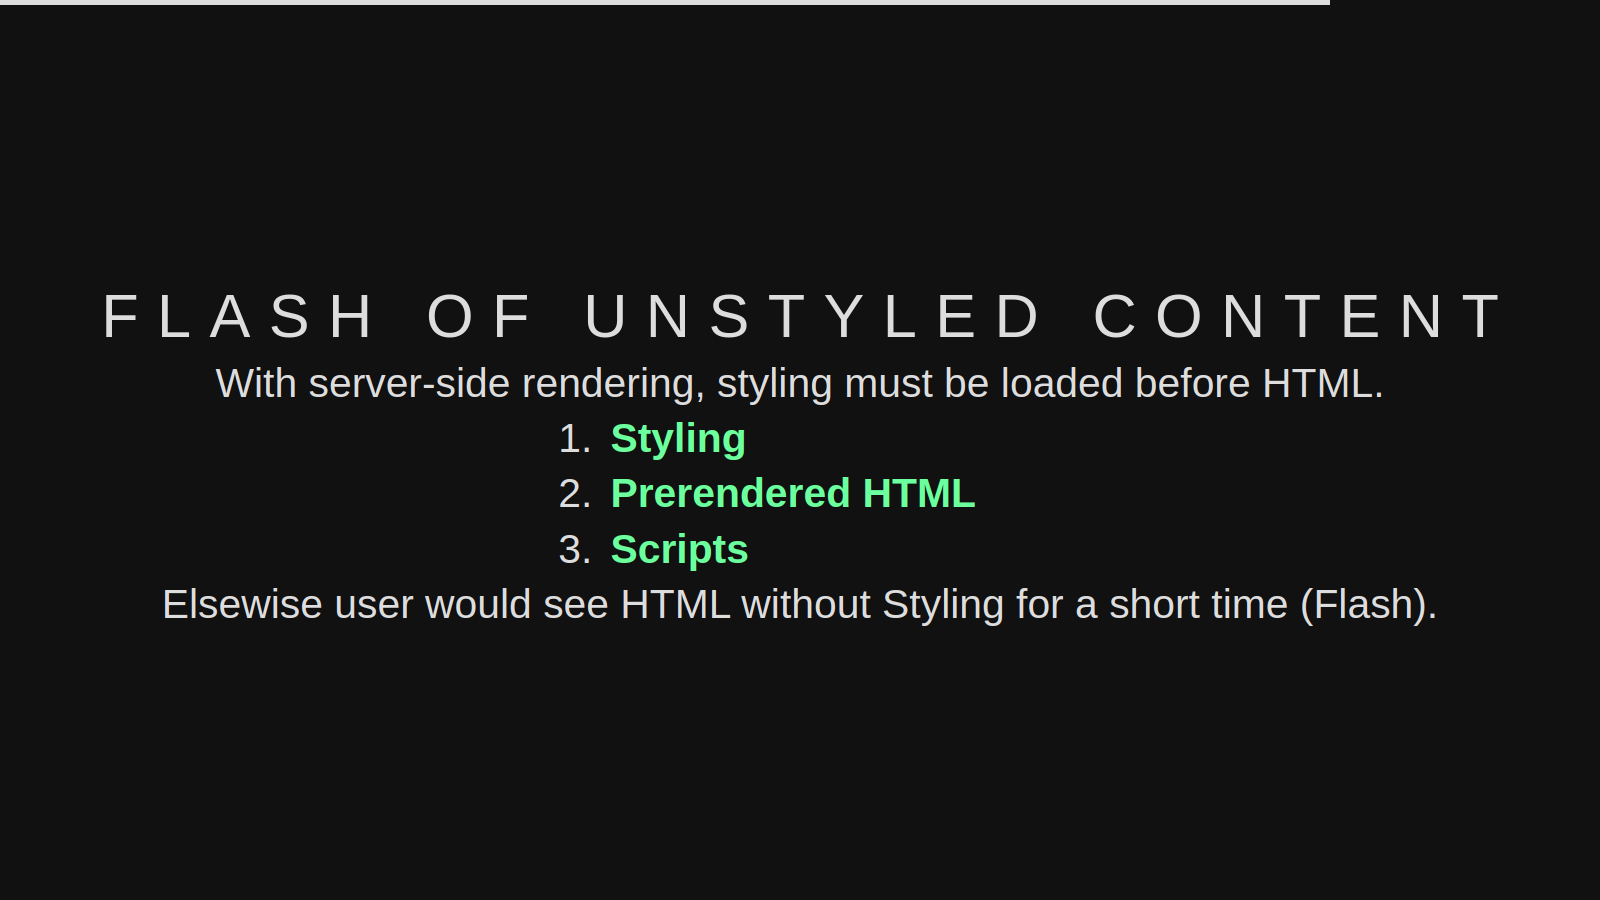 FLASH OF UNSTYLED CONTENT
With server-side rendering, styling must be loaded before HTML.
1. Styling
2. Prerendered HTML
3. Scripts
Elsewise user would see HTML without Styling for a short time (Flash).